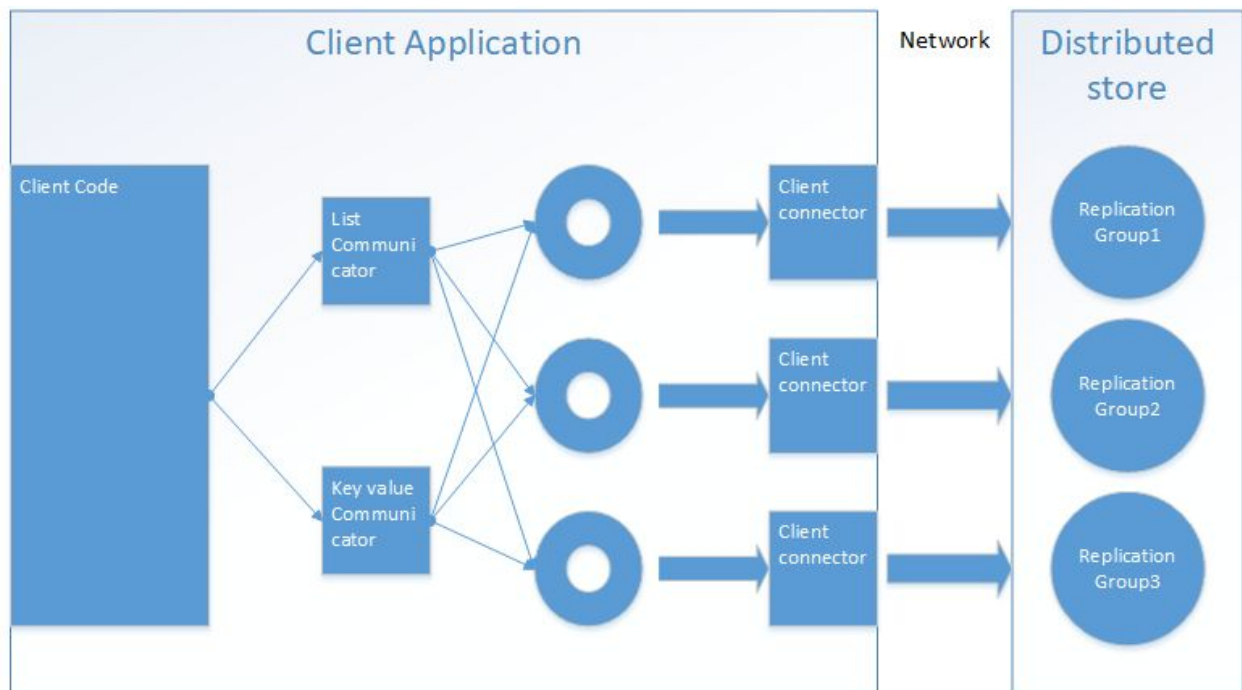 Client Application
Network
Distributed
store
Client Code
List
Communi
cator
Key value
Communi
cator
Client
connector
Client
connector
Client
connector
Replication
Group1
Replication
Group2
Replication
Group3